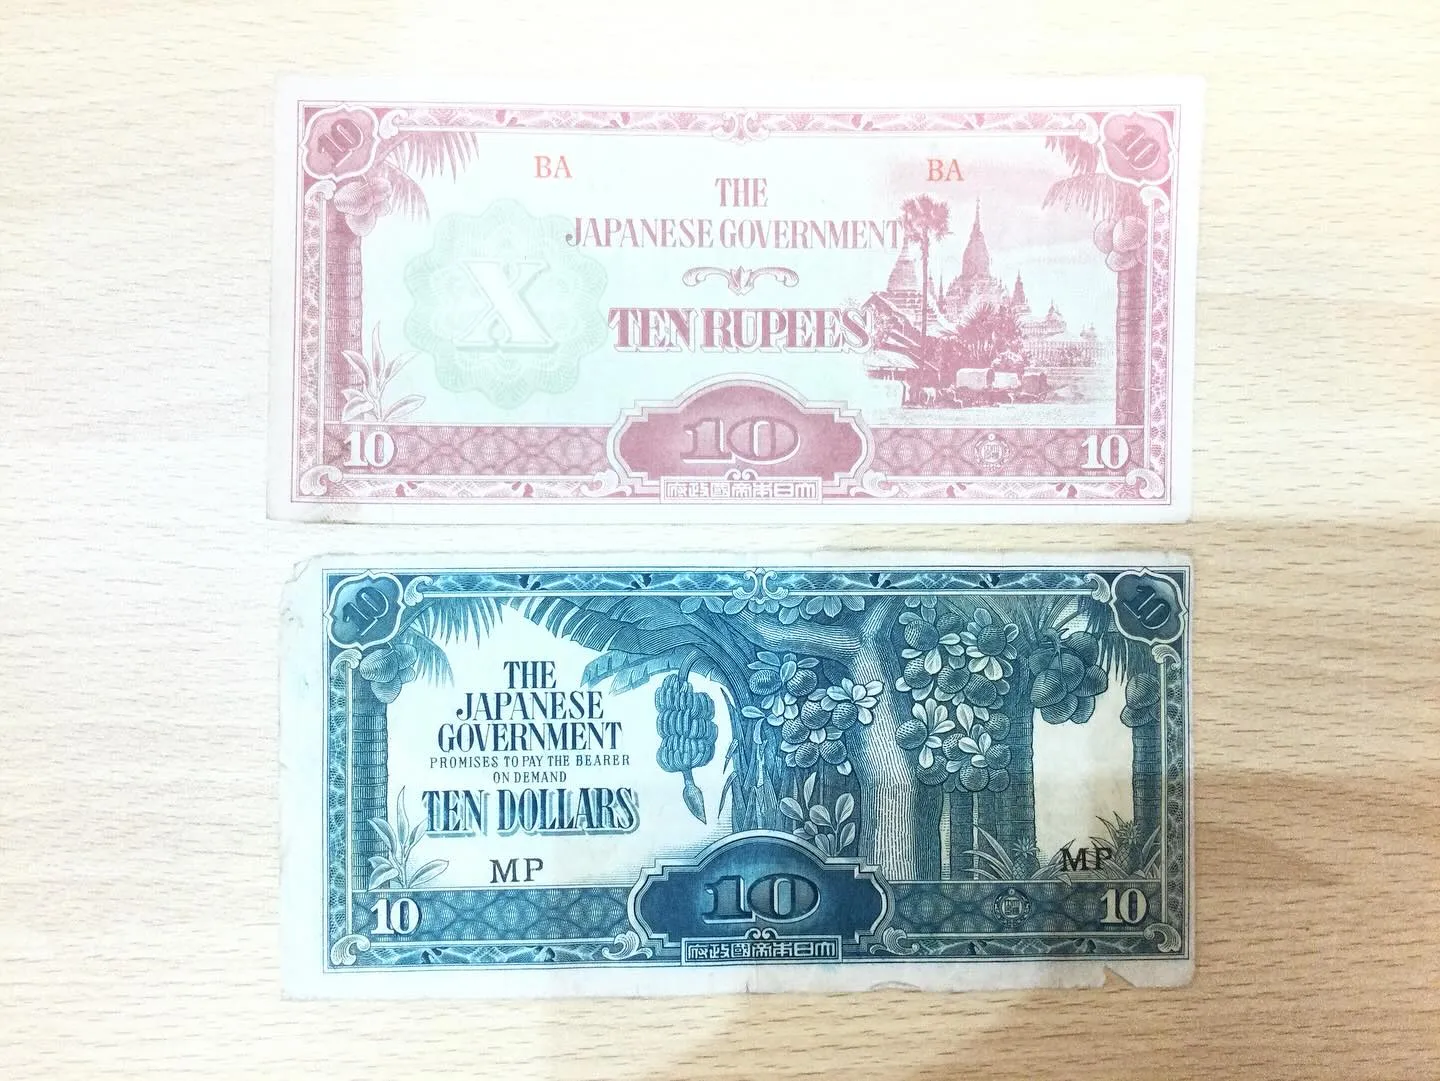 10
10
BA
BA
THE
JAPANESE GOVERNMENT
X
TEN RUPEES
10
10
10
府政國帝本日大
10
10
THE
JAPANESE
GOVERNMENT
PROMISES TO PAY THE BEARER
ON DEMAND
TEN DOLLARS
MP
MP
10
10
10
府政國帝本日大